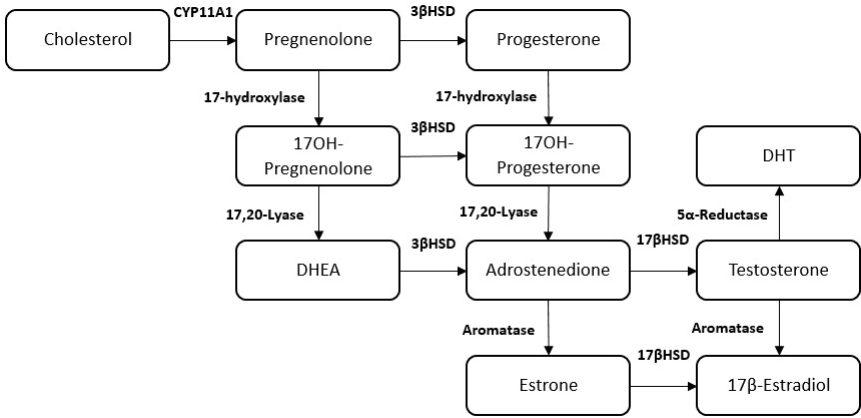 CYP11A1
3βHSD
Cholesterol
Pregnenolone
Progesterone
17-hydroxylase
17-hydroxylase
3βHSD
17OH-
Pregnenolone
17OH-
Progesterone
DHT
17,20-Lyase
17,20-Lyase
5α-Reductase
3βHSD
17βHSD
DHEA
Adrostenedione
Testosterone
Aromatase
Aromatase
17βHSD
Estrone
17β-Estradiol